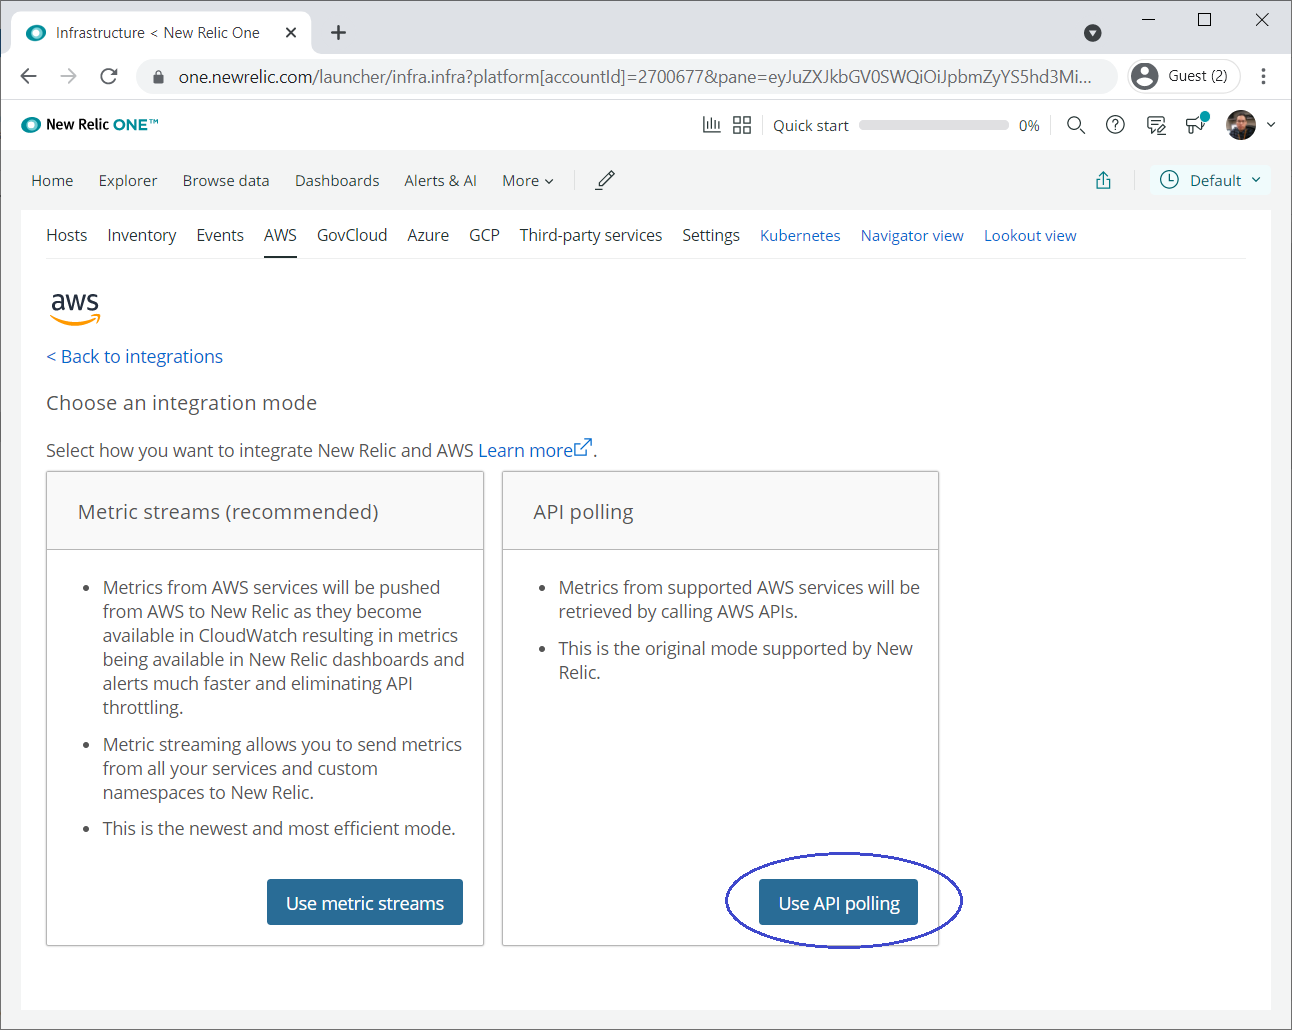 Infrastructure < New Relic One
one.newrelic.com/launcher/infra.infra?platform[accountId]=2700677&pane=eyJuZXJkbGV0SWQiOiJpbmZyYS5hd3Mi...
Guest (2)
New Relic ONE™
Quick start 0%
Home Explorer Browse data Dashboards Alerts & AI More
Default
Hosts Inventory Events AWS GovCloud Azure GCP Third-party services Settings Kubernetes Navigator view Lookout view
aws
< Back to integrations
Choose an integration mode
Select how you want to integrate New Relic and AWS Learn more.
Metric streams (recommended)
• Metrics from AWS services will be pushed
from AWS to New Relic as they become
available in CloudWatch resulting in metrics
being available in New Relic dashboards and
alerts much faster and eliminating API
throttling.
• Metric streaming allows you to send metrics
from all your services and custom
namespaces to New Relic.
• This is the newest and most efficient mode.
Use metric streams
API polling
• Metrics from supported AWS services will be
retrieved by calling AWS APIs.
• This is the original mode supported by New
Relic.
Use API polling